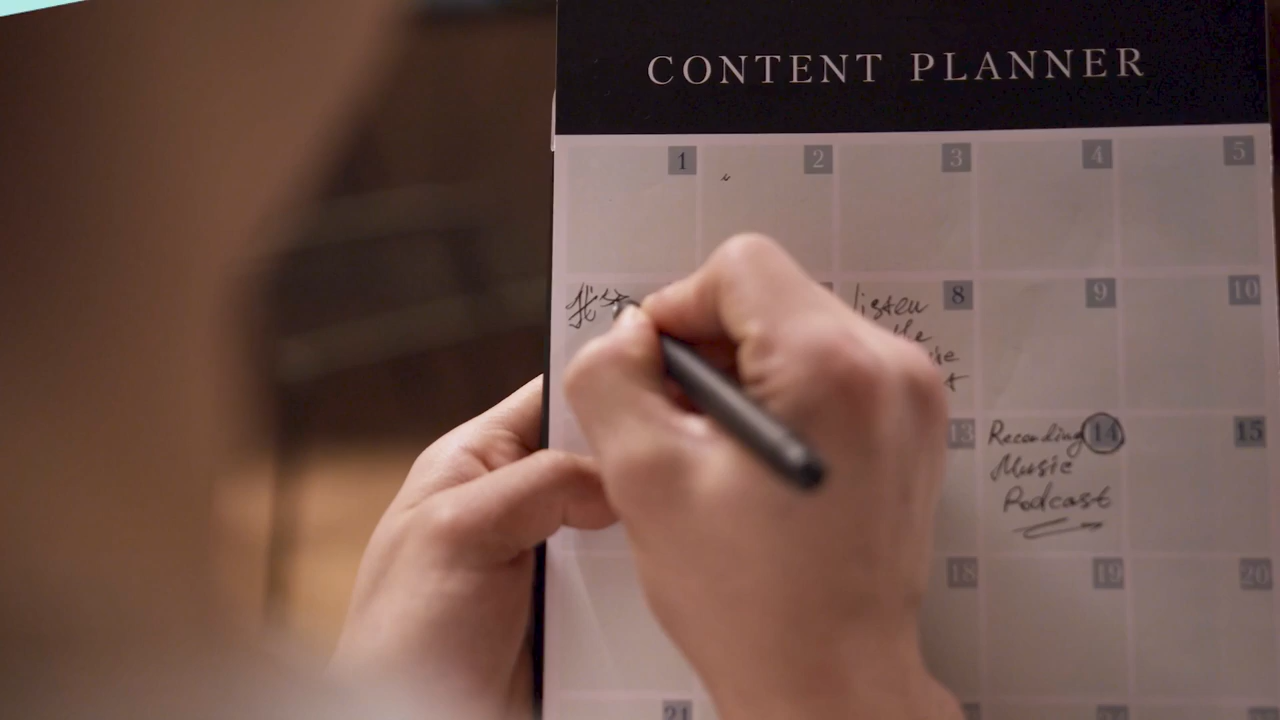 CONTENT PLANNER
1 2 3 4 5
8 9 10
listen
13 14 15
Recording
Music
Podcast
18 19 20
21